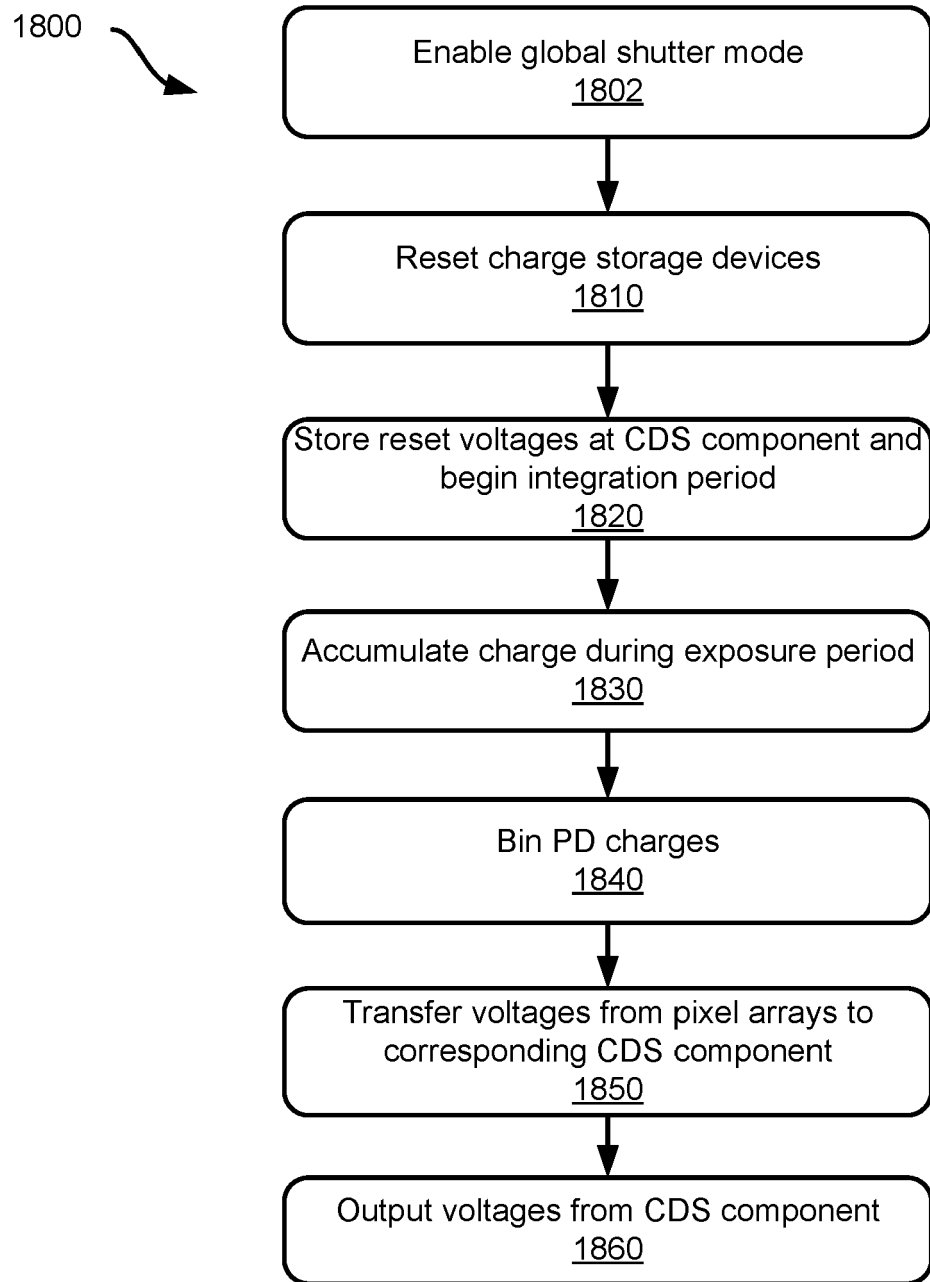 1800
Enable global shutter mode
1802
Reset charge storage devices
1810
Store reset voltages at CDS component and
begin integration period
1820
Accumulate charge during exposure period
1830
Bin PD charges
1840
Transfer voltages from pixel arrays to
corresponding CDS component
1850
Output voltages from CDS component
1860